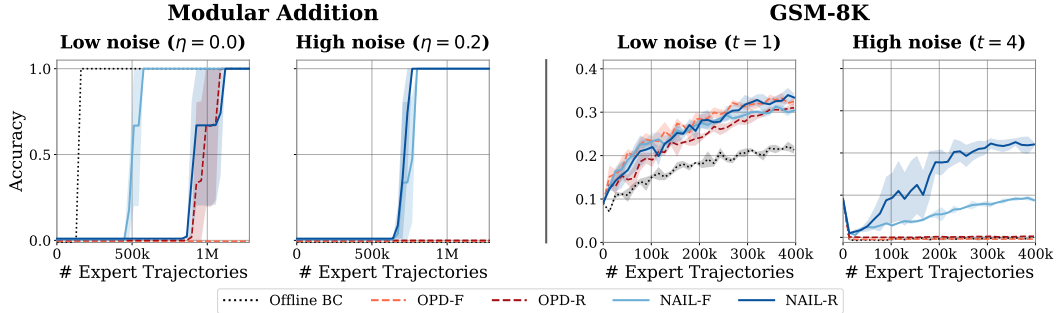 Modular Addition
GSM-8K
Low noise (η = 0.0)
High noise (η = 0.2)
Low noise (t = 1)
High noise (t = 4)
Accuracy
1.0
0.5
0.0
0.4
0.3
0.2
0.1
0.0
0 500k 1M
0 500k 1M
0 100k 200k 300k 400k
0 100k 200k 300k 400k
# Expert Trajectories
# Expert Trajectories
# Expert Trajectories
# Expert Trajectories
Offline BC OPD-F OPD-R NAIL-F NAIL-R